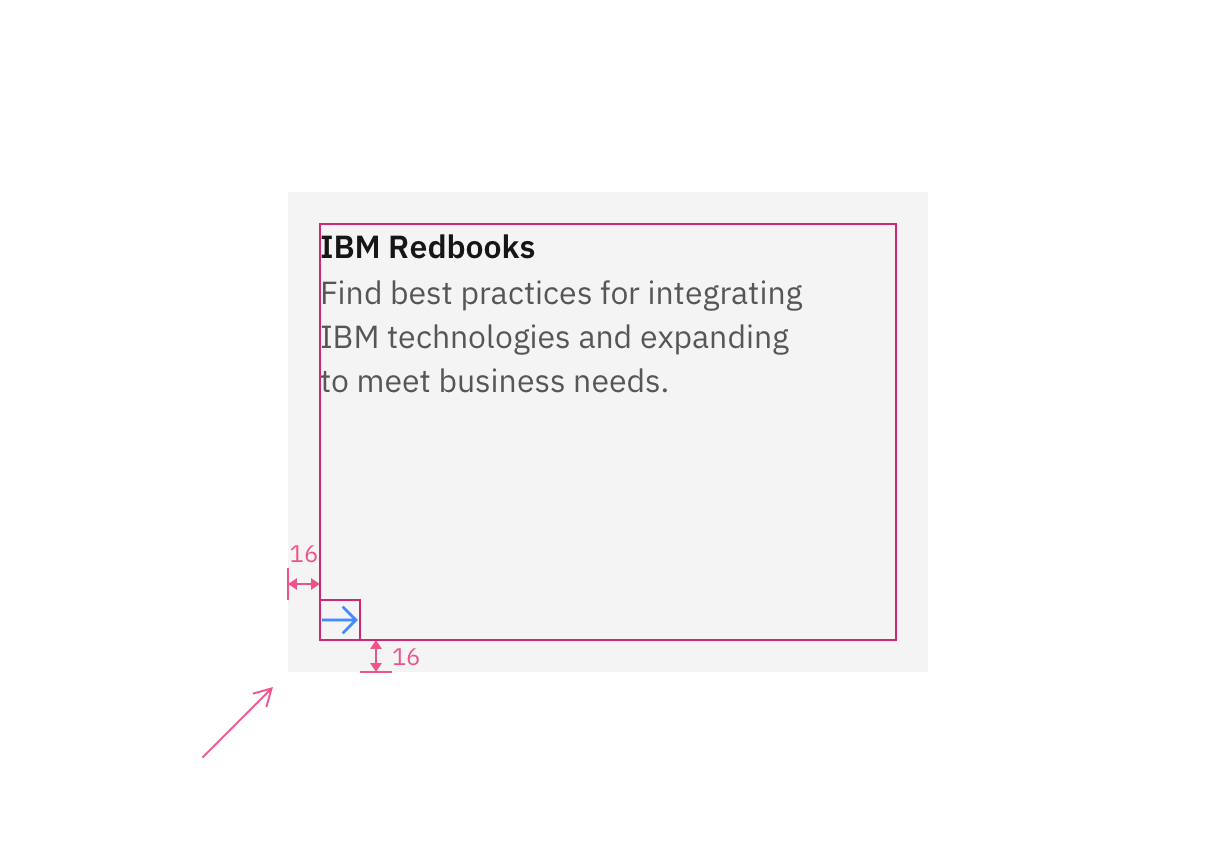 IBM Redbooks
Find best practices for integrating
IBM technologies and expanding
to meet business needs.
16
16